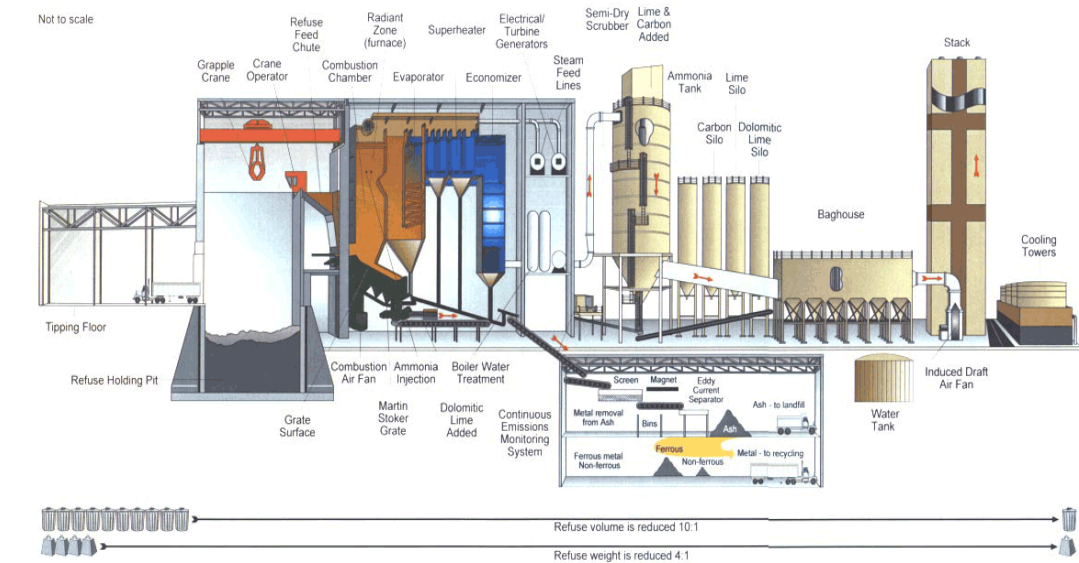 Not to scale
Grapple
Crane
Crane
Operator
Refuse
Feed
Chute
Combustion
Chamber
Radiant
Zone
(furnace)
Evaporator
Superheater
Economizer
Electrical/
Turbine
Generators
Steam
Feed
Lines
Semi-Dry
Scrubber
Lime &
Carbon
Added
Ammonia
Tank
Carbon
Silo
Lime
Silo
Dolomitic
Lime
Silo
Baghouse
Stack
Cooling
Towers
Tipping Floor
Refuse Holding Pit
Grate
Surface
Combustion
Air Fan
Martin
Stoker
Grate
Ammonia
Injection
Dolomitic
Lime
Added
Boiler Water
Treatment
Continuous
Emissions
Monitoring
System
Screen
Magnet
Eddy
Current
Separator
Metal removal
from Ash
Bins
Ash
Ash - to landfill
Ferrous metal
Non-ferrous
Ferrous
Non-ferrous
Metal - to recycling
Water
Tank
Induced Draft
Air Fan
Refuse volume is reduced 10:1
Refuse weight is reduced 4:1